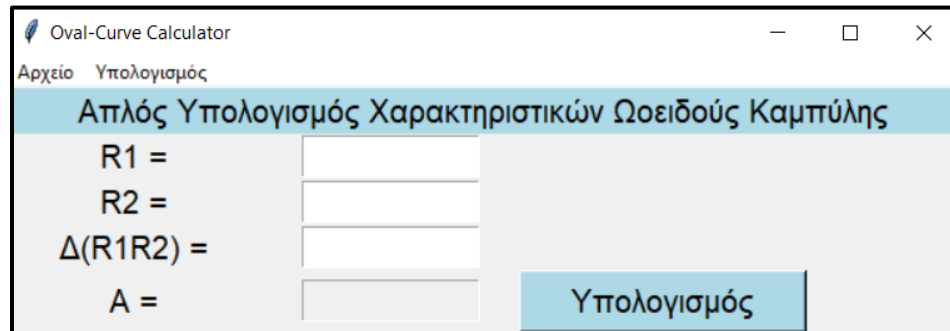 Oval-Curve Calculator
Αρχείο Υπολογισμός
Απλός Υπολογισμός Χαρακτηριστικών Ωοειδούς Καμπύλης
R1 =
R2 =
Δ(R1R2) =
A =
Υπολογισμός